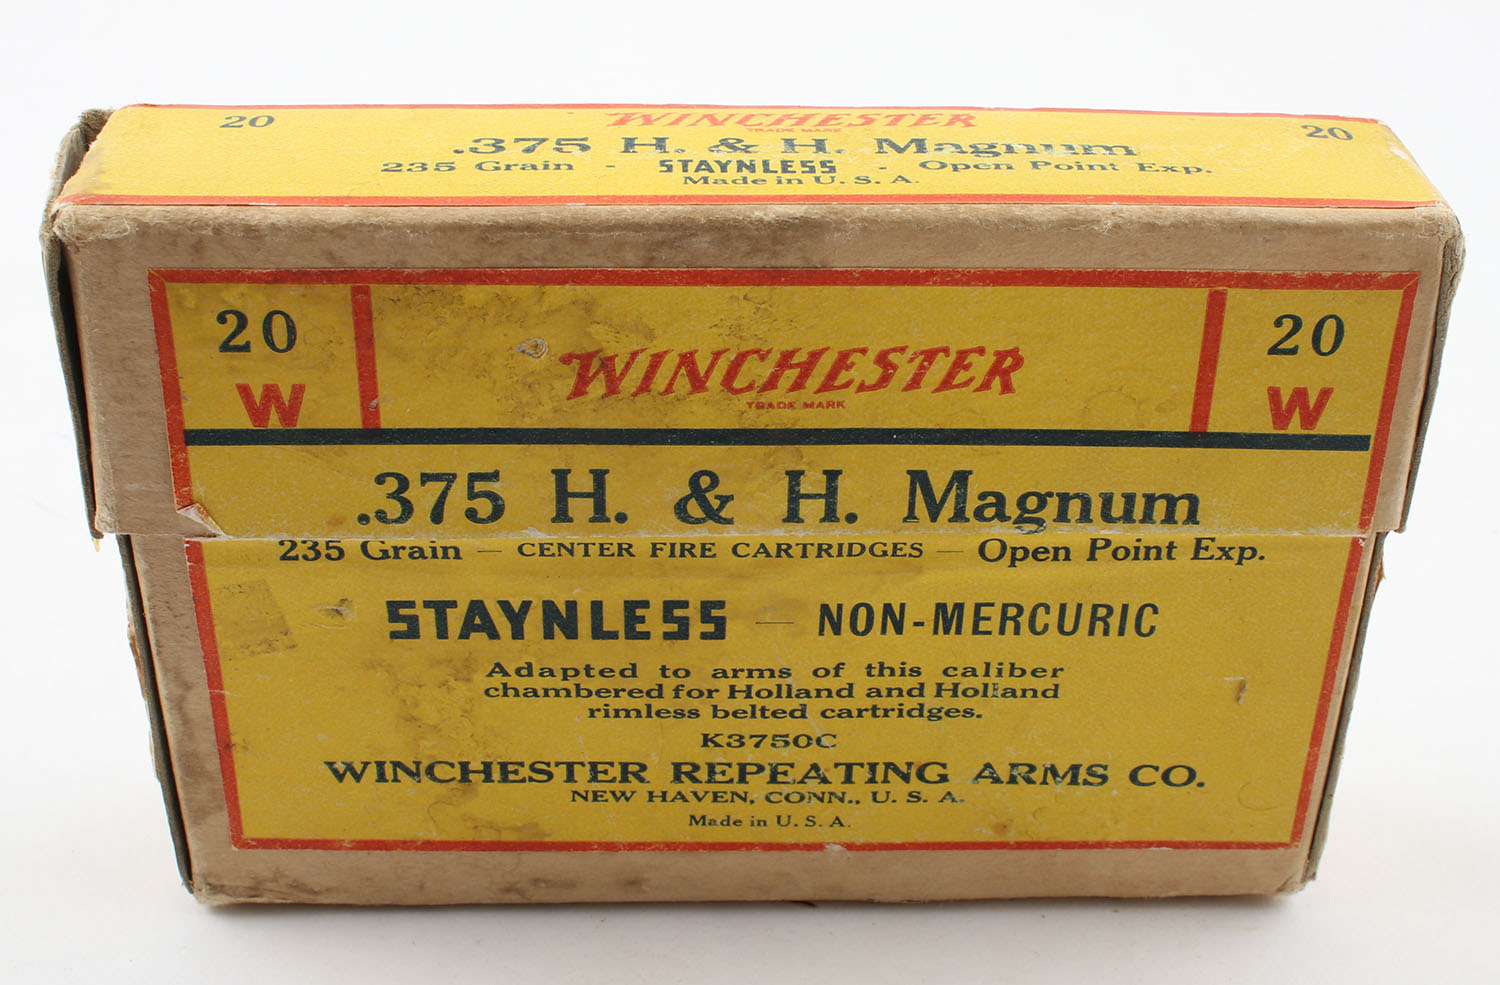 20 WINCHESTER 20
TRADE MARK
.375 H. & H. Magnum
235 Grain - STAYNLESS - Open Point Exp.
Made in U. S. A.
20 WINCHESTER 20
W TRADE MARK W
.375 H. & H. Magnum
235 Grain — CENTER FIRE CARTRIDGES — Open Point Exp.
STAYNLESS — NON-MERCURIC
Adapted to arms of this caliber
chambered for Holland and Holland
rimless belted cartridges.
K3750C
WINCHESTER REPEATING ARMS CO.
NEW HAVEN, CONN., U. S. A.
Made in U. S. A.